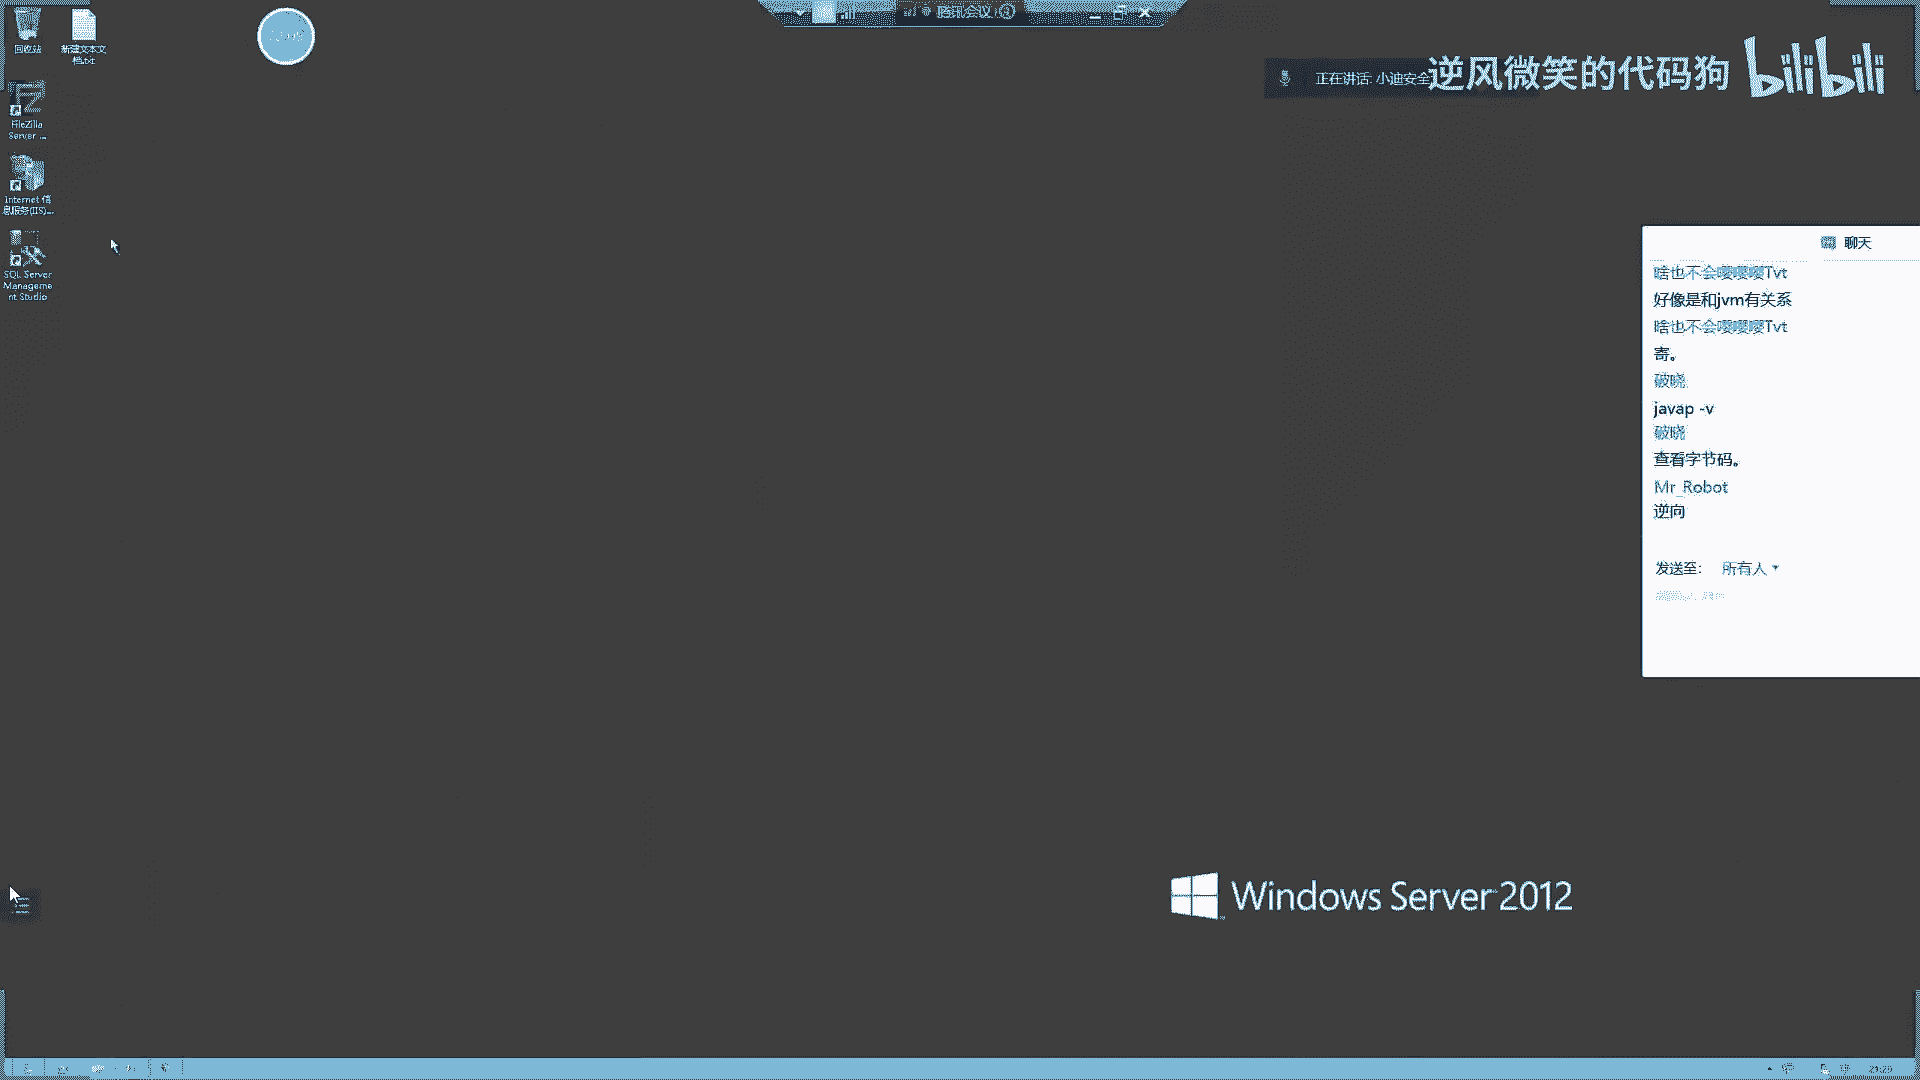 腾讯会议
回收站
新建文本文
档.txt
正在讲话: 小迪安全
逆风微笑的代码狗
bilibili
FileZilla
Server ...
Internet 信
息服务(IIS)...
SQL Server
Manageme
nt Studio
聊天
啥也不会嘤嘤嘤Tvt
好像是和jvm有关系
啥也不会嘤嘤嘤Tvt
寄。
破晓
javap -v
破晓
查看字节码。
Mr_Robot
逆向
发送至: 所有人
Windows Server 2012